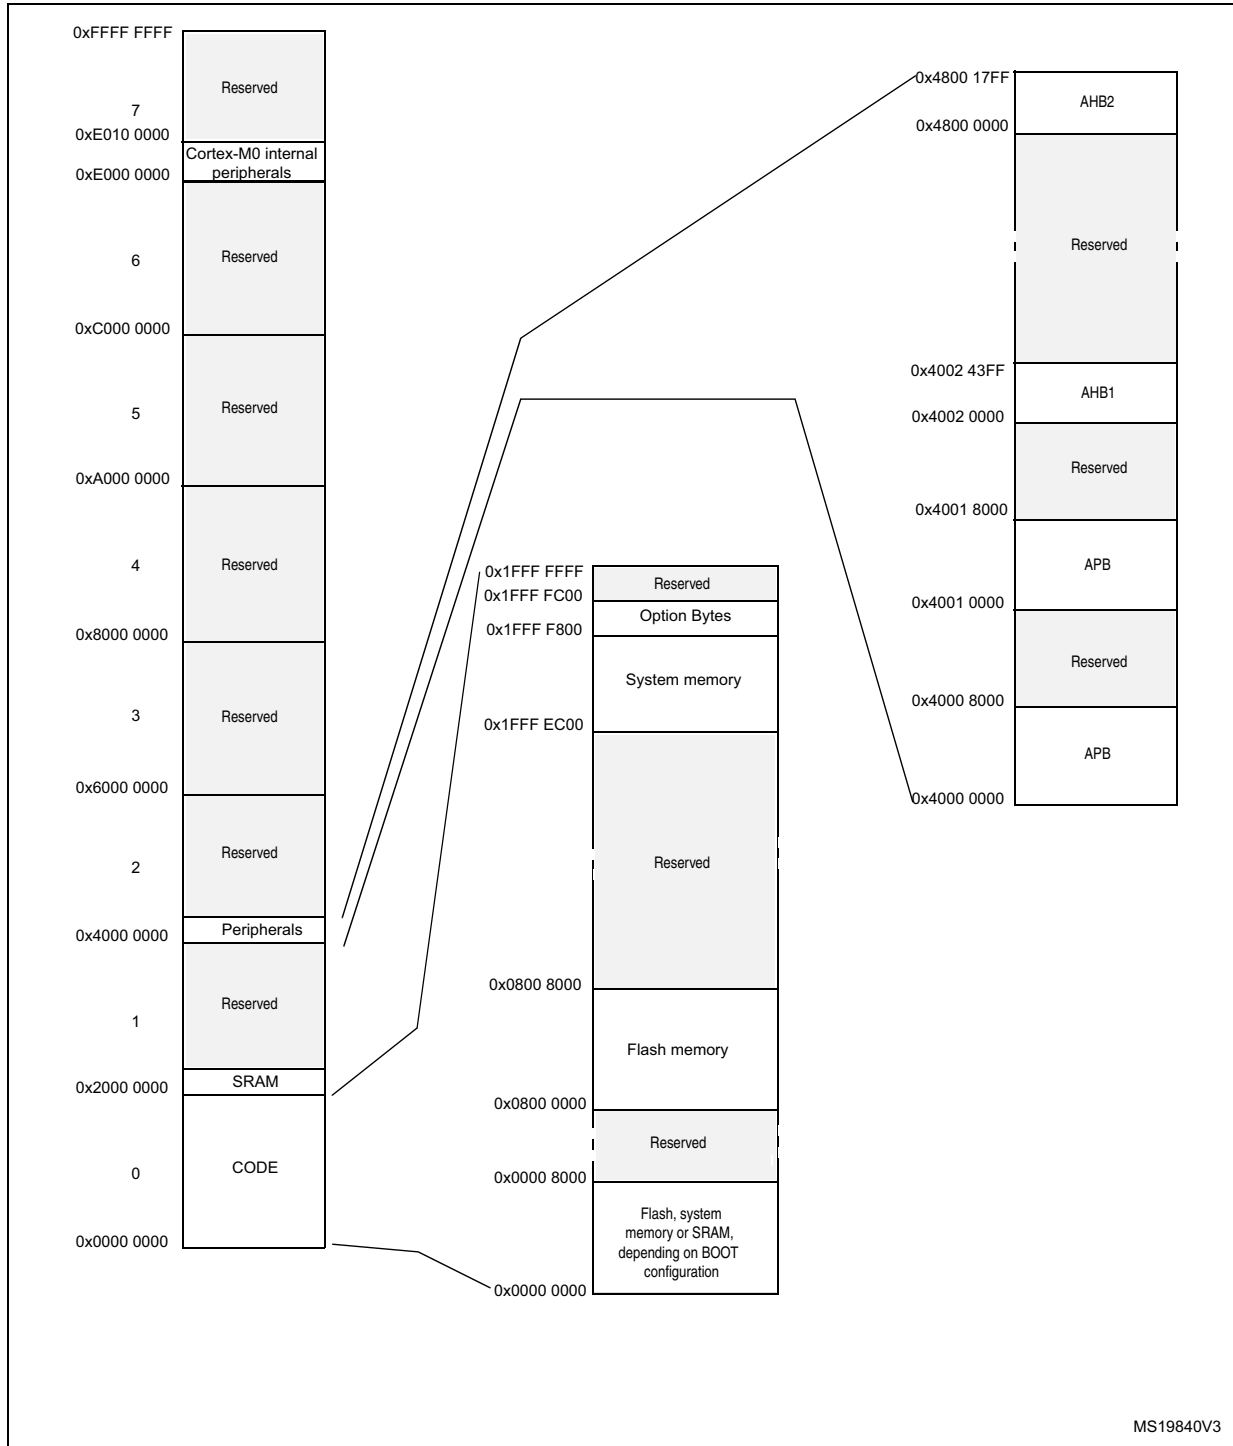 0xFFFF FFFF
Reserved
7
0xE010 0000
Cortex-M0 internal
peripherals
0xE000 0000
Reserved
6
0xC000 0000
Reserved
5
0xA000 0000
Reserved
4
0x8000 0000
Reserved
3
0x6000 0000
Reserved
2
Peripherals
0x4000 0000
Reserved
1
SRAM
0x2000 0000
CODE
0
0x0000 0000
0x1FFF FFFF
Reserved
0x1FFF FC00
Option Bytes
0x1FFF F800
System memory
0x1FFF EC00
Reserved
0x0800 8000
Flash memory
0x0800 0000
Reserved
0x0000 8000
Flash, system
memory or SRAM,
depending on BOOT
configuration
0x0000 0000
0x4800 17FF
AHB2
0x4800 0000
Reserved
0x4002 43FF
AHB1
0x4002 0000
Reserved
0x4001 8000
APB
0x4001 0000
Reserved
0x4000 8000
APB
0x4000 0000
MS19840V3